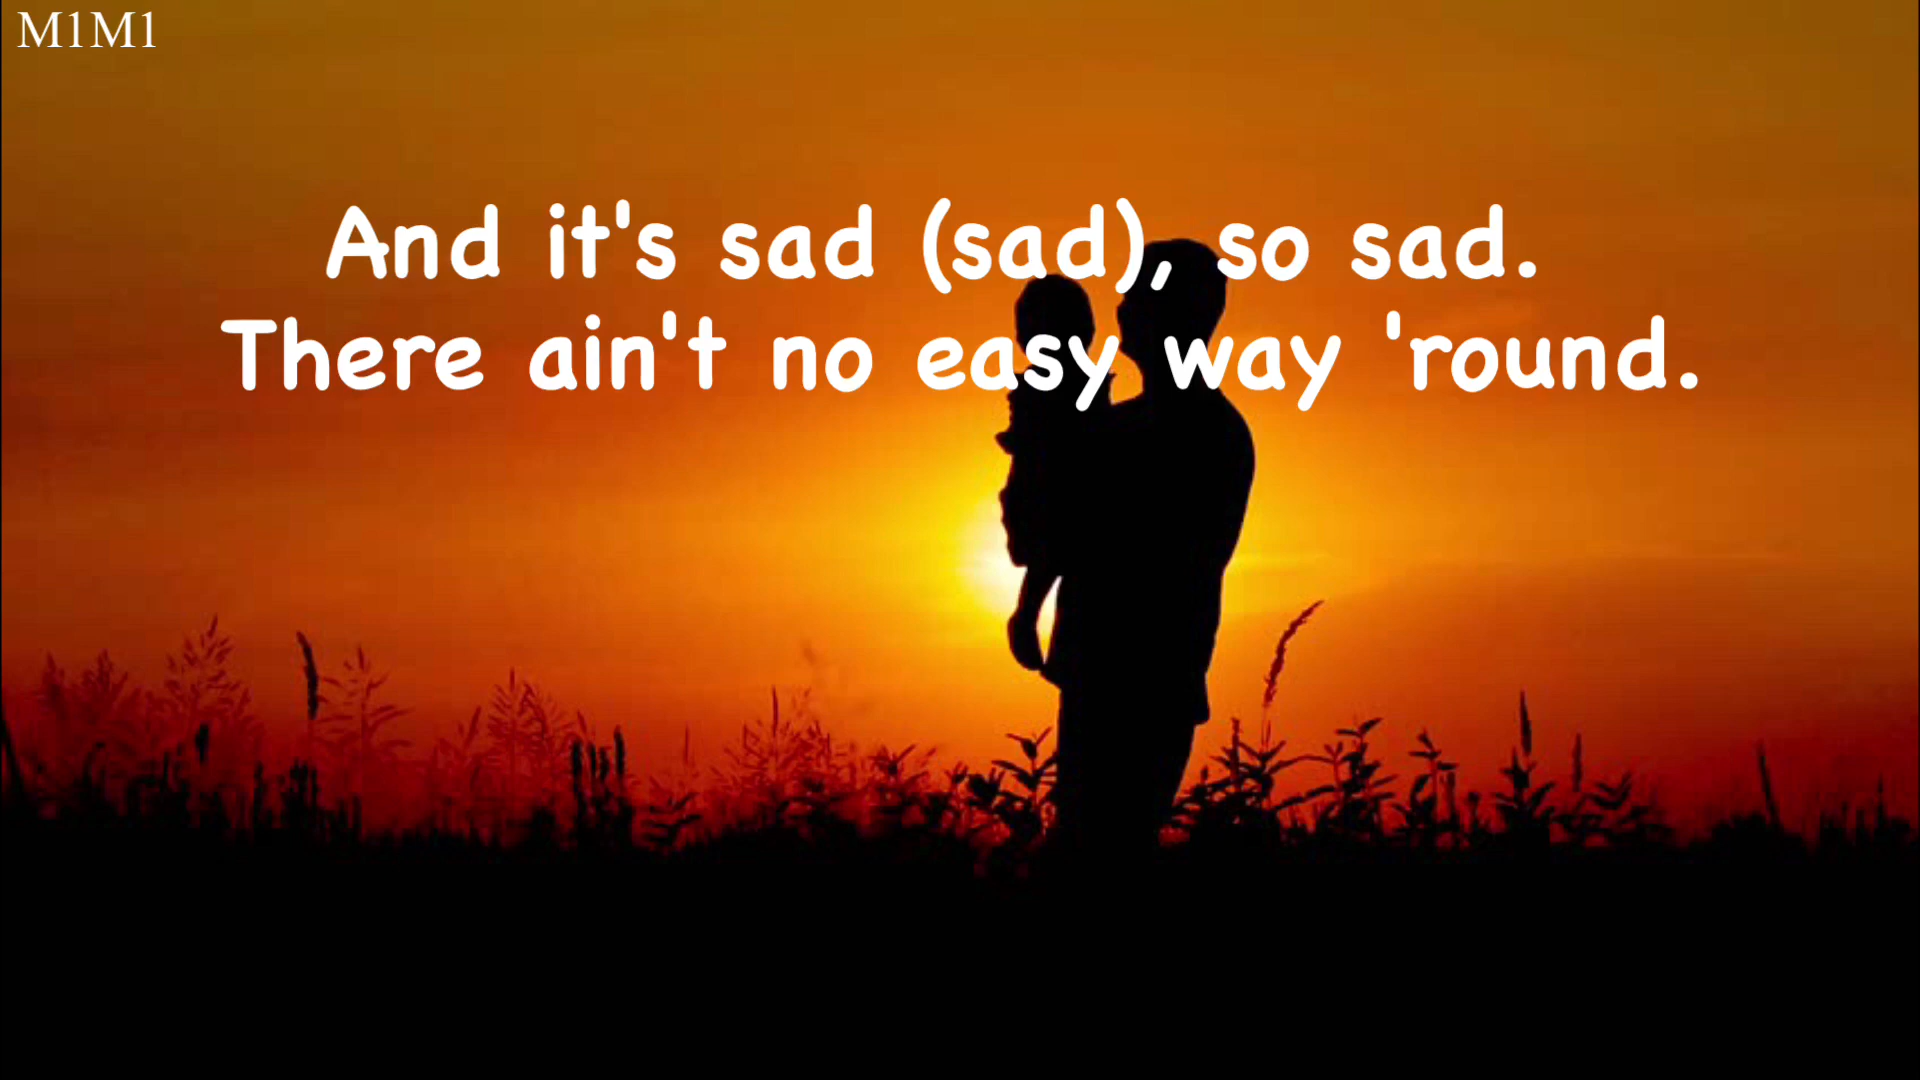 M1M1
And it's sad (sad), so sad.
There ain't no easy way 'round.